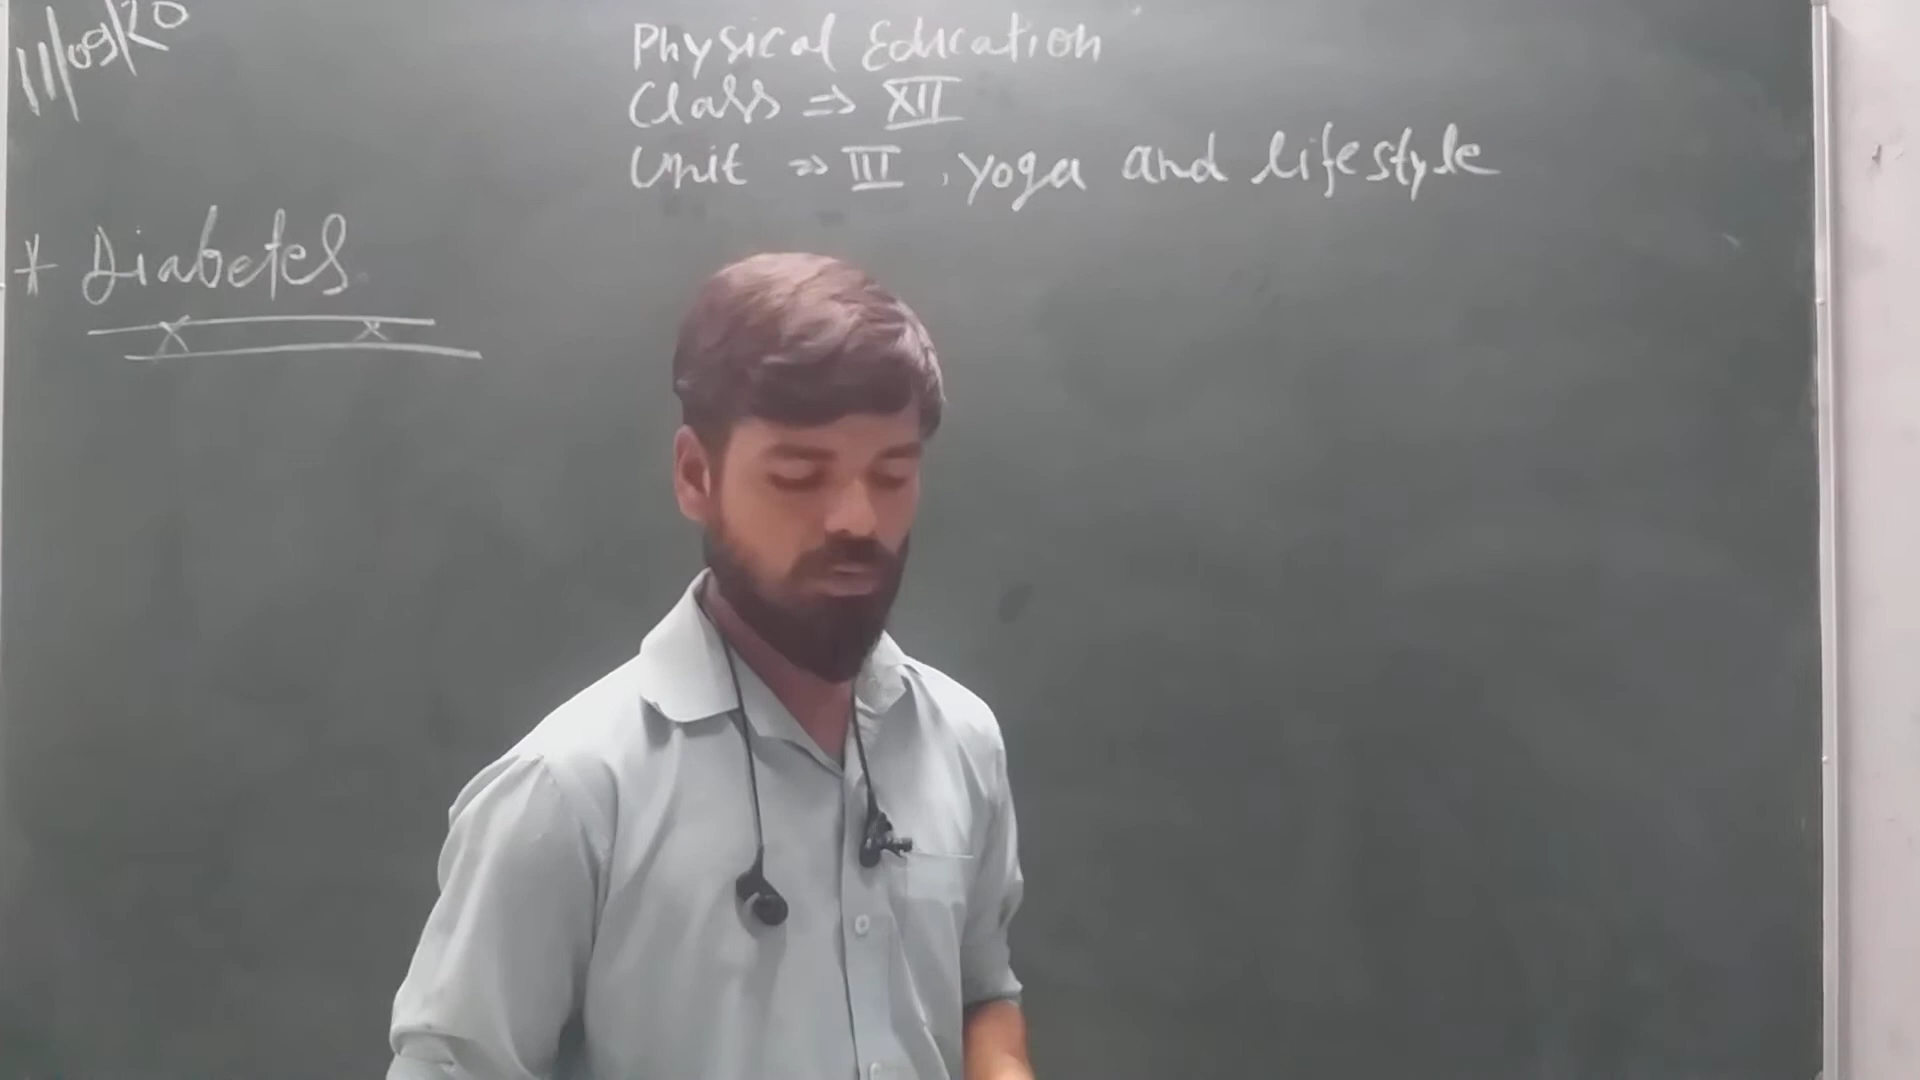 11/09/20
Physical Education
Class ⇒ XII
Unit ⇒ III, yoga and lifestyle
* Diabetes